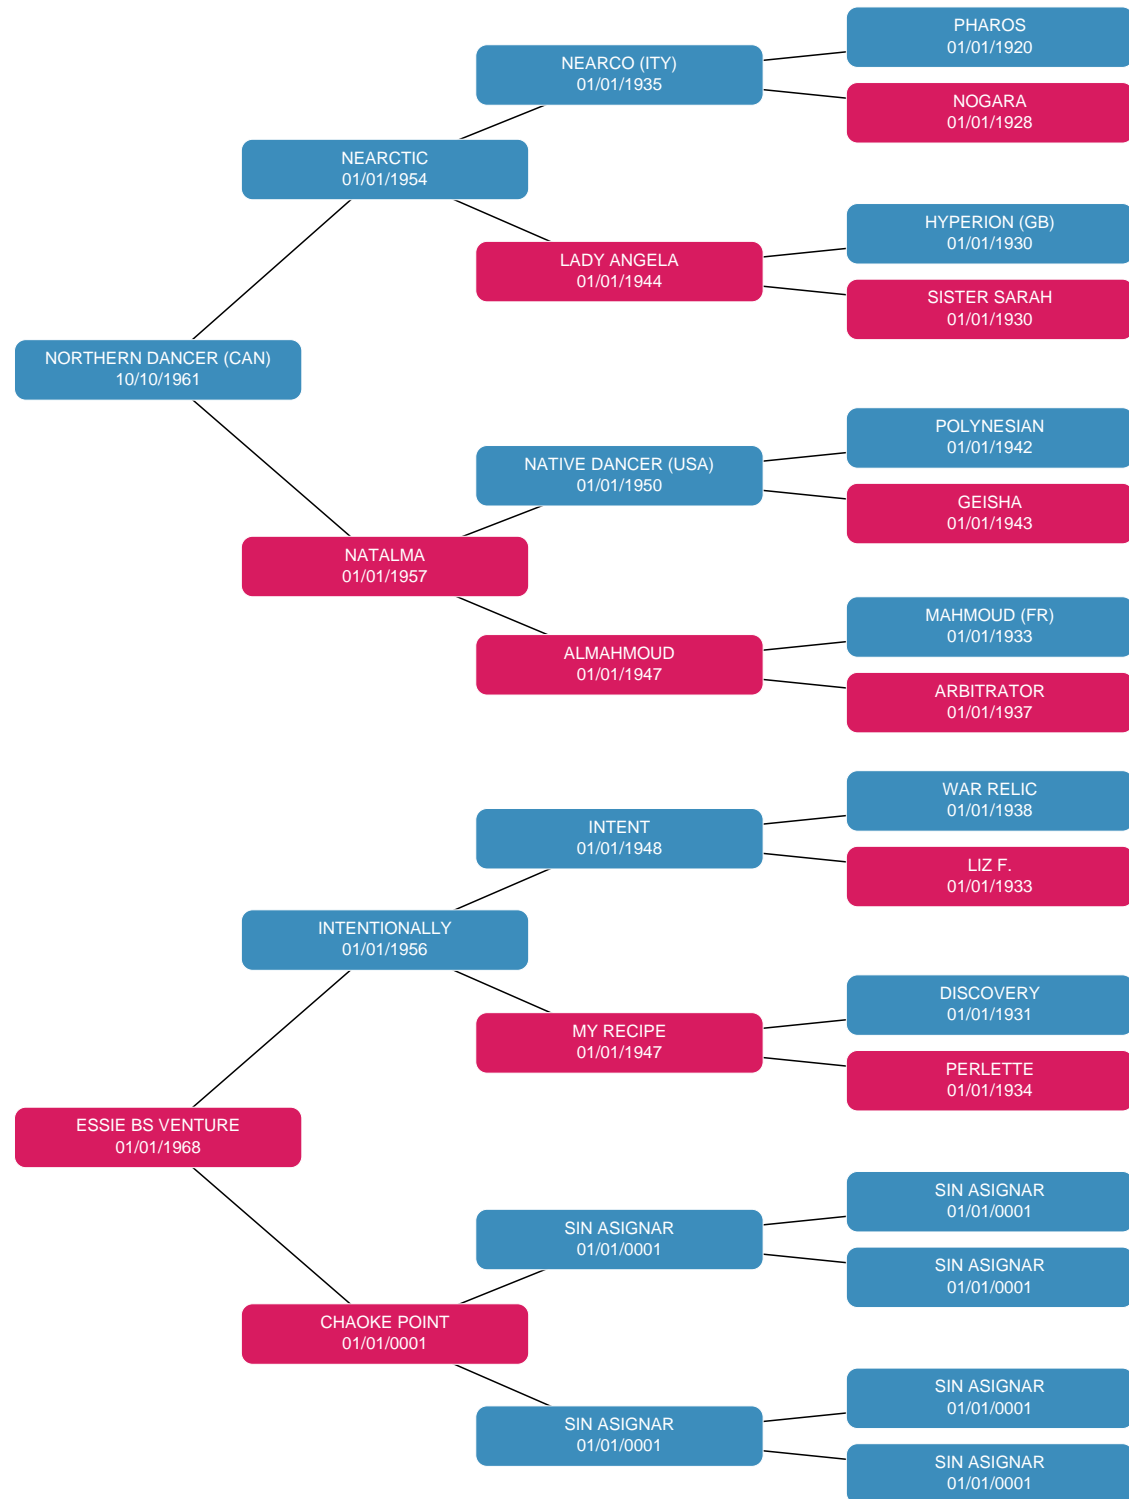 PHAROS
01/01/1920
NEARCO (ITY)
01/01/1935
NOGARA
01/01/1928
NEARCTIC
01/01/1954
HYPERION (GB)
01/01/1930
LADY ANGELA
01/01/1944
SISTER SARAH
01/01/1930
NORTHERN DANCER (CAN)
10/10/1961
POLYNESIAN
01/01/1942
NATIVE DANCER (USA)
01/01/1950
GEISHA
01/01/1943
NATALMA
01/01/1957
MAHMOUD (FR)
01/01/1933
ALMAHMOUD
01/01/1947
ARBITRATOR
01/01/1937
WAR RELIC
01/01/1938
INTENT
01/01/1948
LIZ F.
01/01/1933
INTENTIONALLY
01/01/1956
DISCOVERY
01/01/1931
MY RECIPE
01/01/1947
PERLETTE
01/01/1934
ESSIE BS VENTURE
01/01/1968
SIN ASIGNAR
01/01/0001
SIN ASIGNAR
01/01/0001
SIN ASIGNAR
01/01/0001
CHAOKE POINT
01/01/0001
SIN ASIGNAR
01/01/0001
SIN ASIGNAR
01/01/0001
SIN ASIGNAR
01/01/0001